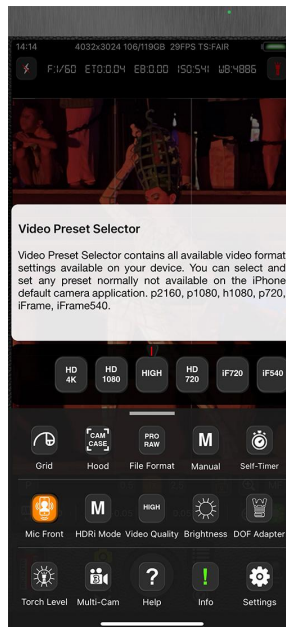 14:14 4032x3024 106/119GB 29FPS TS:FAIR
F:1/60 ET0:0.04 EB:0.00 ISO:541 WB:4886
Video Preset Selector
Video Preset Selector contains all available video format
settings available on your device. You can select and
set any preset normally not available on the iPhone
default camera application. p2160, p1080, h1080, p720,
iFrame, iFrame540.
HD 4K HD 1080 HIGH HD 720 iF720 iF540
CAM CASE PRO RAW M
Grid Hood File Format Manual Self-Timer
M HIGH
Mic Front HDRi Mode Video Quality Brightness DOF Adapter
? !
Torch Level Multi-Cam Help Info Settings